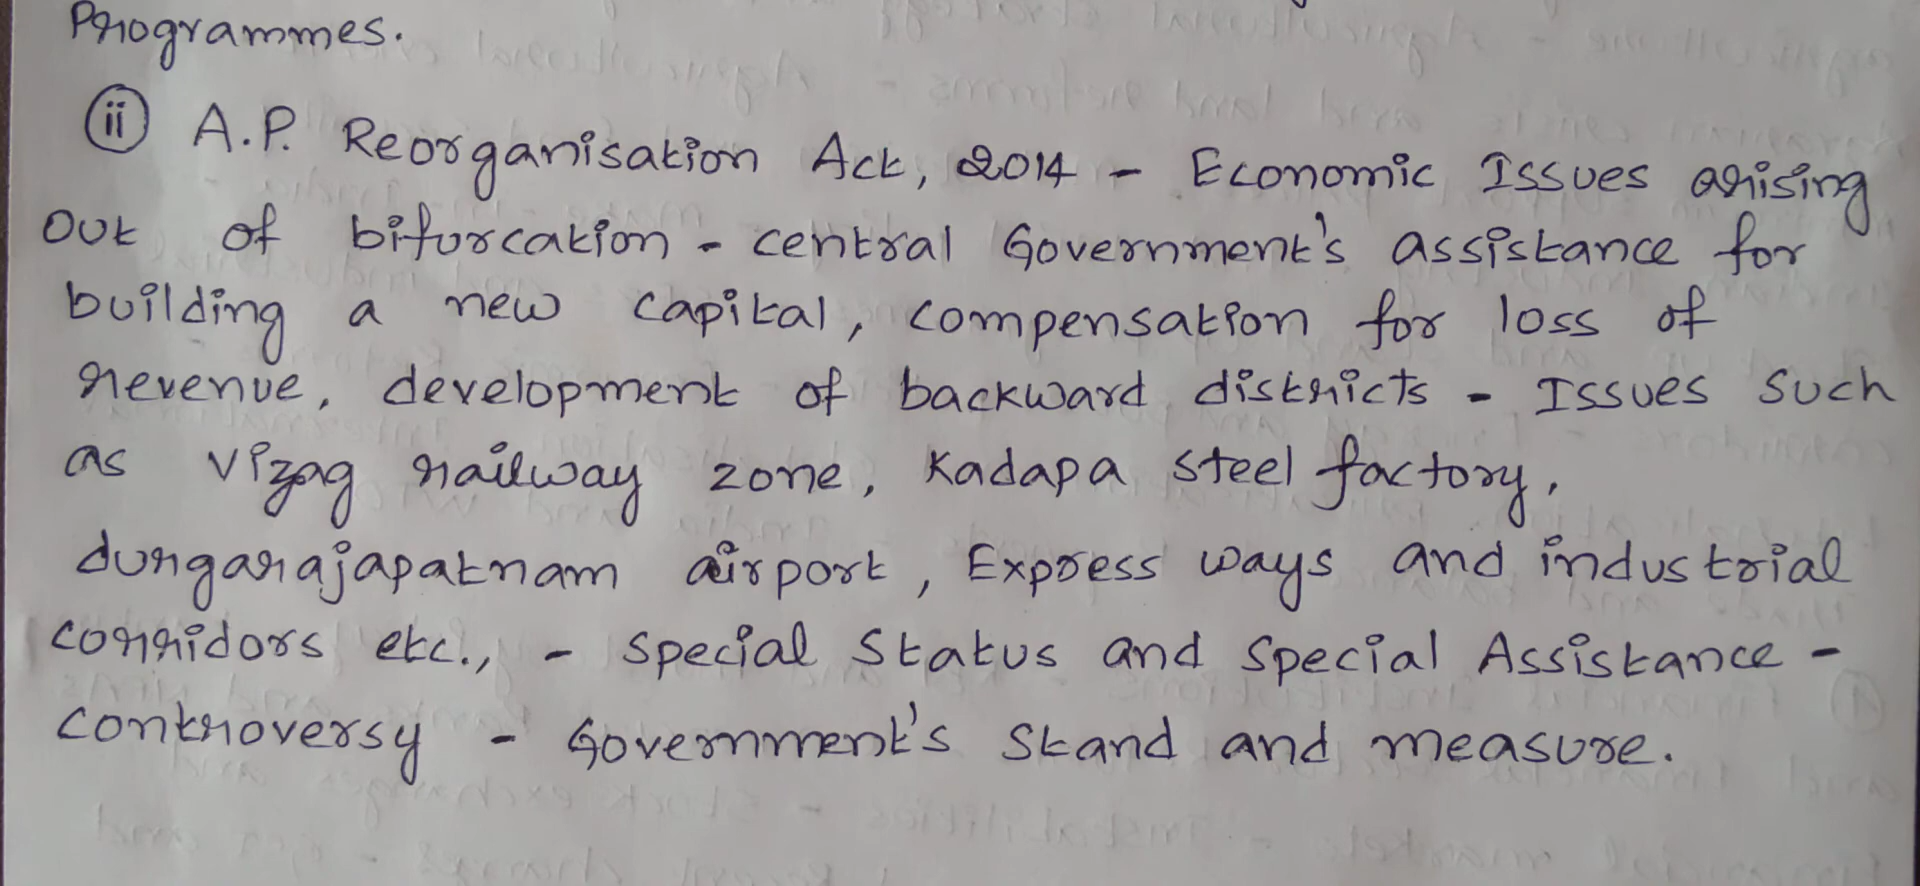 Programmes.
ii A.P. Reorganisation Act, 2014 - Economic Issues arising
out of bifurcation - central Government's assistance for
building a new capital, compensation for loss of
revenue, development of backward districts - Issues such
as vizag railway zone, Kadapa steel factory,
dungarajapatnam airport, Express ways and industrial
corridors etc., - special status and special Assistance -
controversy - Government's stand and measure.